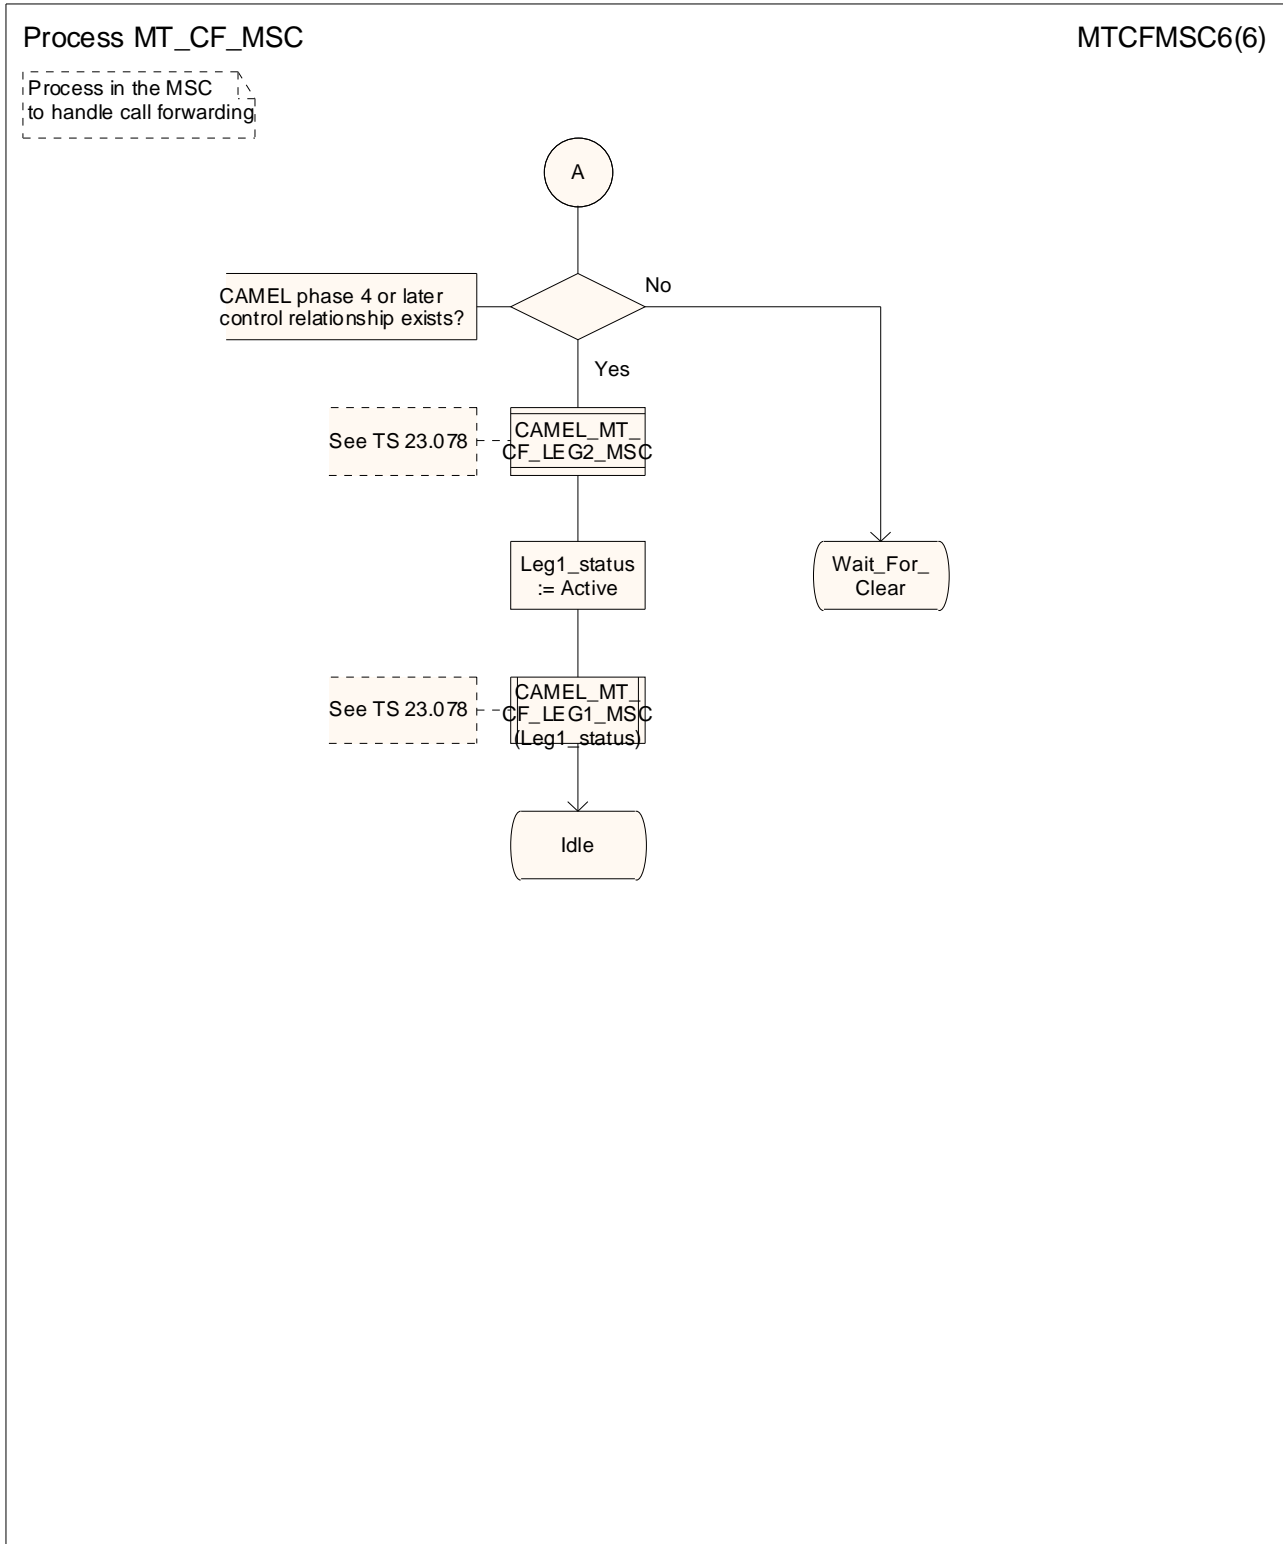 Process MT_CF_MSC
MTCFMSC6(6)
Process in the MSC
to handle call forwarding
A
CAMEL phase 4 or later
control relationship exists?
No
Yes
See TS 23.078
CAMEL_MT_
CF_LEG2_MSC
Leg1_status
:= Active
Wait_For_
Clear
See TS 23.078
CAMEL_MT_
CF_LEG1_MSC
(Leg1_status)
Idle